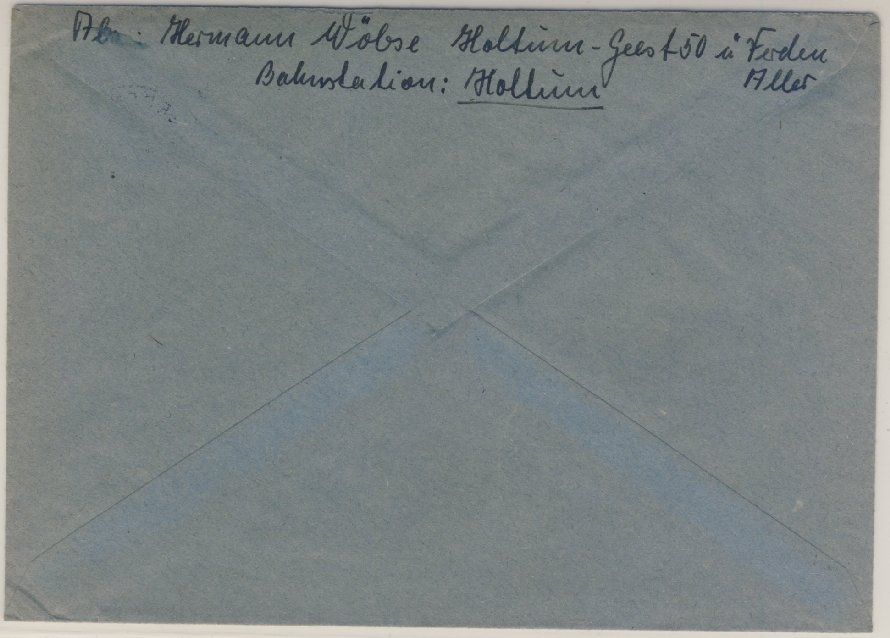 Abs.: Hermann Wöbse Holtum-Geest 50 ü Verden
Bahnstation: Holtum Aller